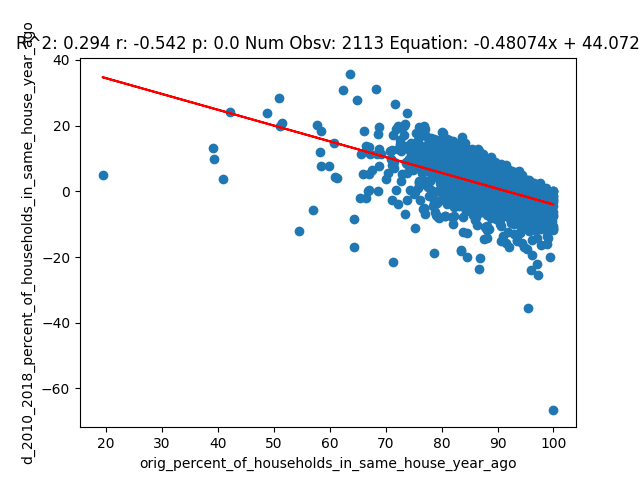 R^2: 0.294 r: -0.542 p: 0.0 Num Obsv: 2113 Equation: -0.48074x + 44.072
d_2010_2018_percent_of_households_in_same_house_year_ago
40
20
0
−20
−40
−60
20 30 40 50 60 70 80 90 100
orig_percent_of_households_in_same_house_year_ago